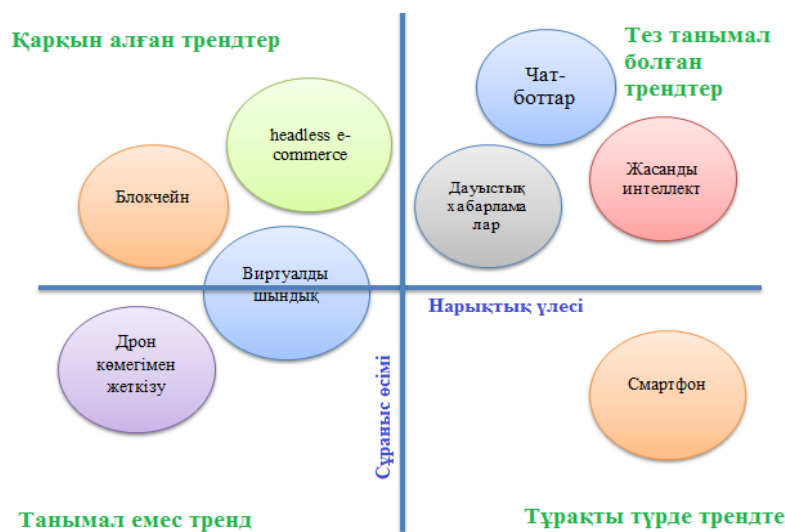 Қарқын алған трендтер
Тез танымал
болған
трендтер
Чат-
боттар
headless e-
commerce
Жасанды
интеллект
Дауыстық
хабарлама
лар
Блокчейн
Виртуалды
шындық
Нарықтық үлесі
Дрон
көмегімен
жеткізу
Сұраныс өсімі
Смартфон
Танымал емес тренд
Тұрақты түрде трендте